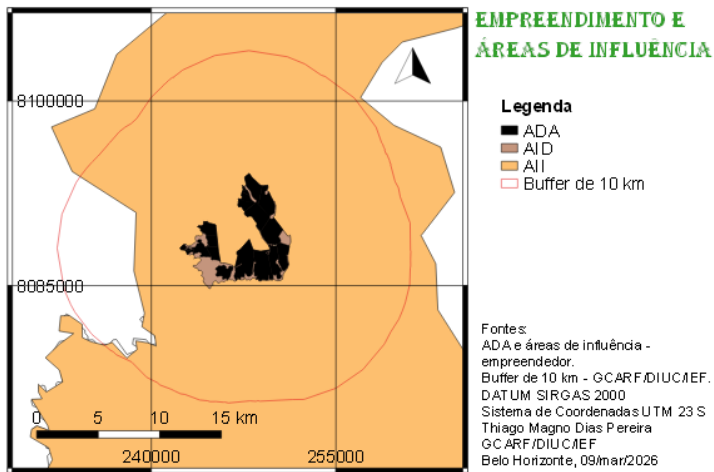 EMPREENDIMENTO E
ÁREAS DE INFLUÊNCIA
8100000
Legenda
ADA
AID
AII
Buffer de 10 km
8085000
0 5 10 15 km
240000 255000
Fontes:
ADA e áreas de influência -
empreendedor.
Buffer de 10 km - GCARF/DIUC/IEF.
DATUM SIRGAS 2000
Sistema de Coordenadas UTM 23 S
Thiago Magno Dias Pereira
GCARF/DIUC/IEF
Belo Horizonte, 09/mar/2026